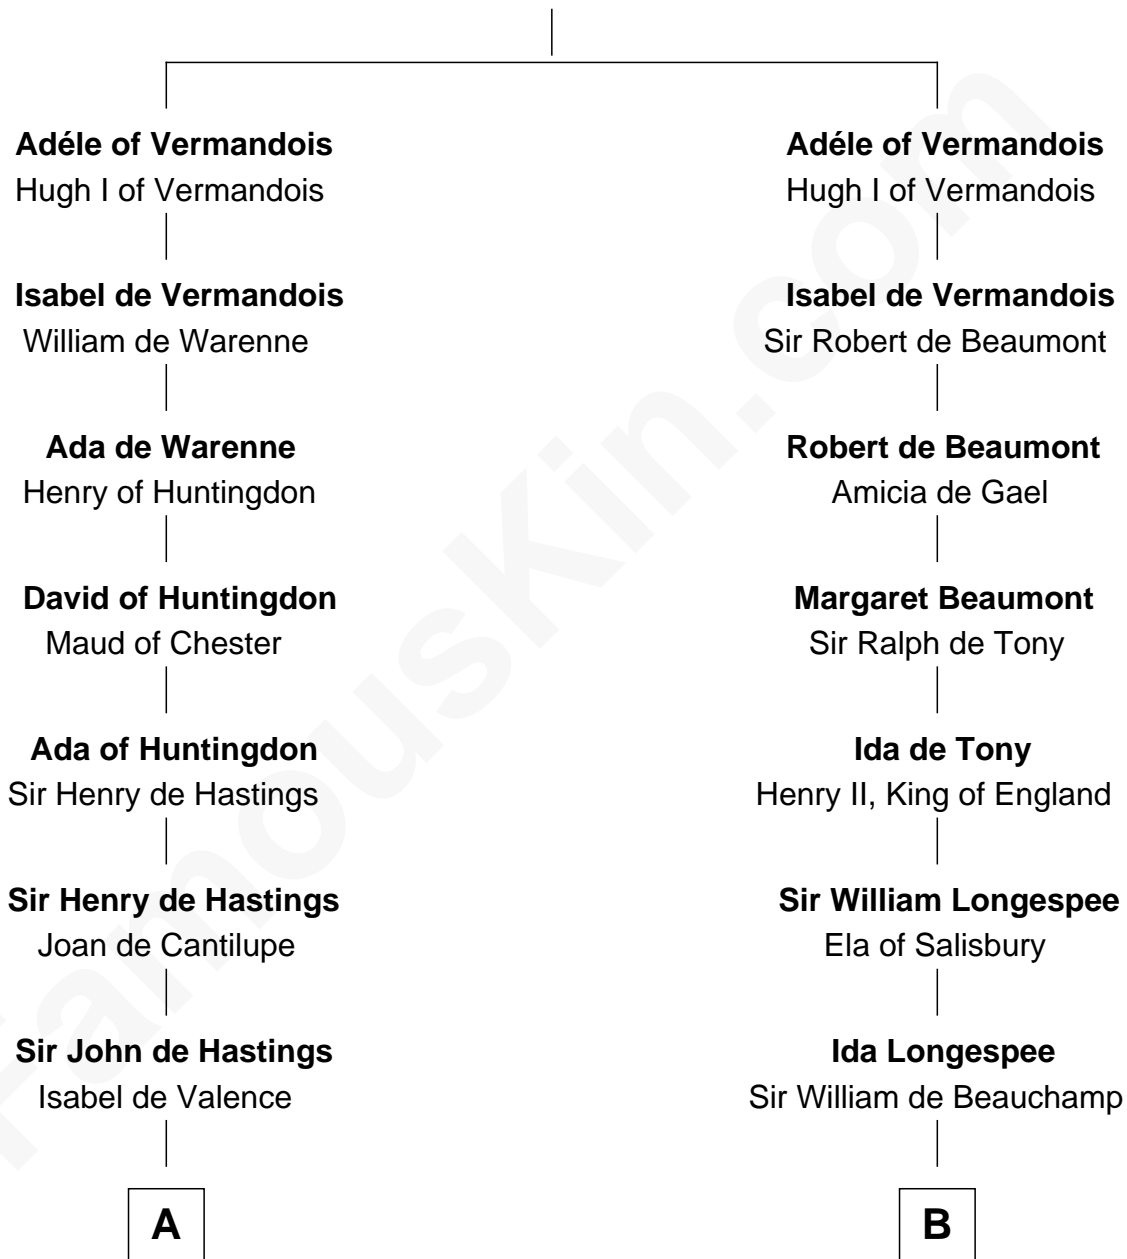 Adéle of Vermandois
Hugh I of Vermandois
Isabel de Vermandois
William de Warenne
Ada de Warenne
Henry of Huntingdon
David of Huntingdon
Maud of Chester
Ada of Huntingdon
Sir Henry de Hastings
Sir Henry de Hastings
Joan de Cantilupe
Sir John de Hastings
Isabel de Valence
A
Adéle of Vermandois
Hugh I of Vermandois
Isabel de Vermandois
Sir Robert de Beaumont
Robert de Beaumont
Amicia de Gael
Margaret Beaumont
Sir Ralph de Tony
Ida de Tony
Henry II, King of England
Sir William Longespee
Ela of Salisbury
Ida Longespee
Sir William de Beauchamp
B
FamousKin.com